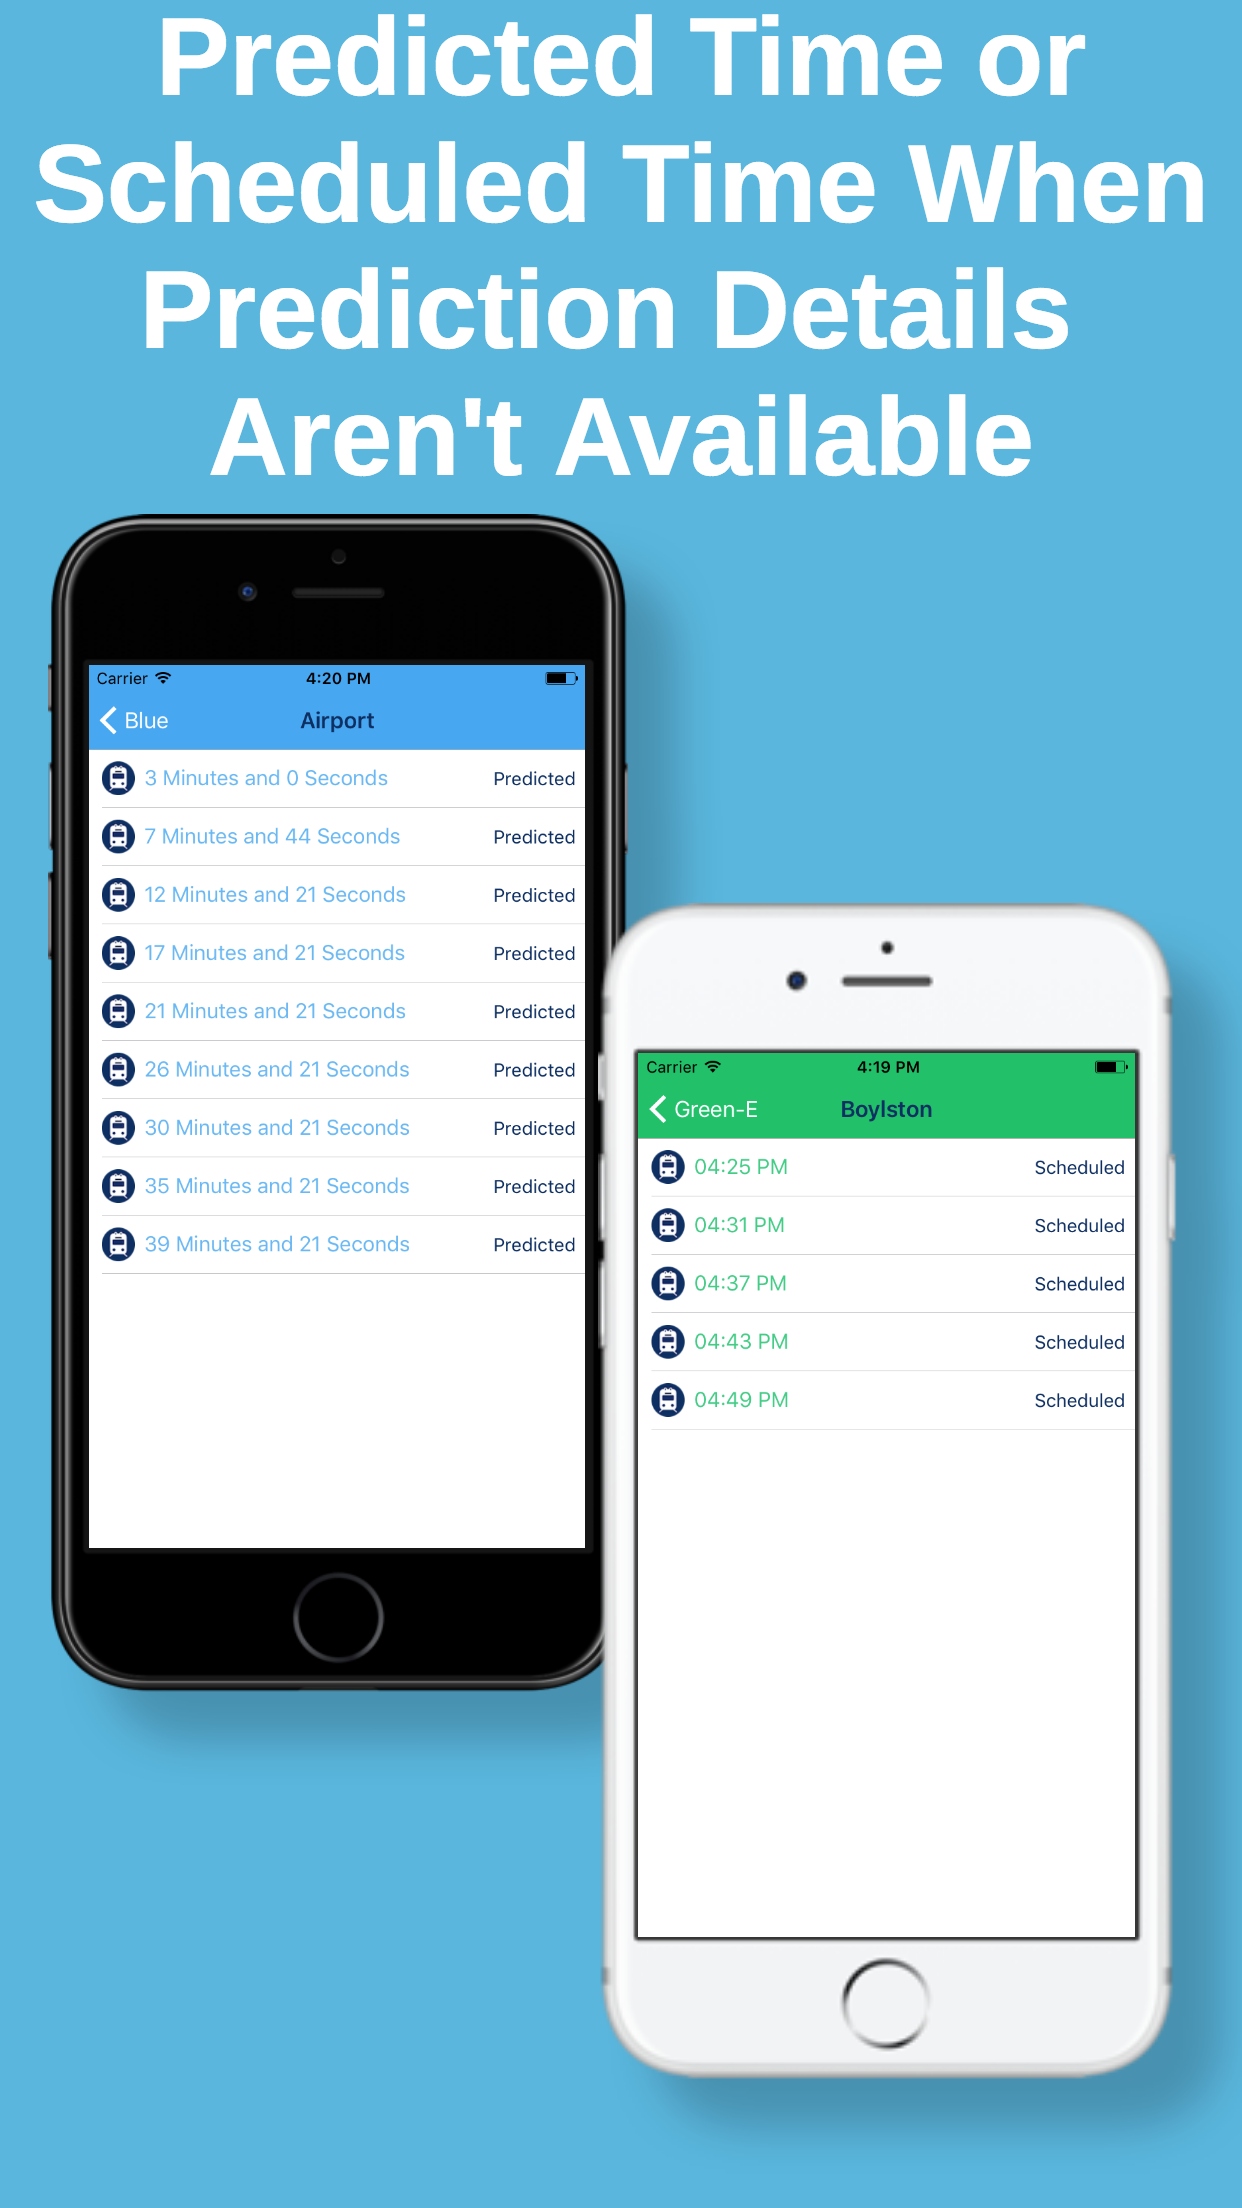 Predicted Time or
Scheduled Time When
Prediction Details
Aren't Available
Carrier 4:20 PM
Blue Airport
3 Minutes and 0 Seconds Predicted
7 Minutes and 44 Seconds Predicted
12 Minutes and 21 Seconds Predicted
17 Minutes and 21 Seconds Predicted
21 Minutes and 21 Seconds Predicted
26 Minutes and 21 Seconds Predicted
30 Minutes and 21 Seconds Predicted
35 Minutes and 21 Seconds Predicted
39 Minutes and 21 Seconds Predicted
Carrier 4:19 PM
Green-E Boylston
04:25 PM Scheduled
04:31 PM Scheduled
04:37 PM Scheduled
04:43 PM Scheduled
04:49 PM Scheduled